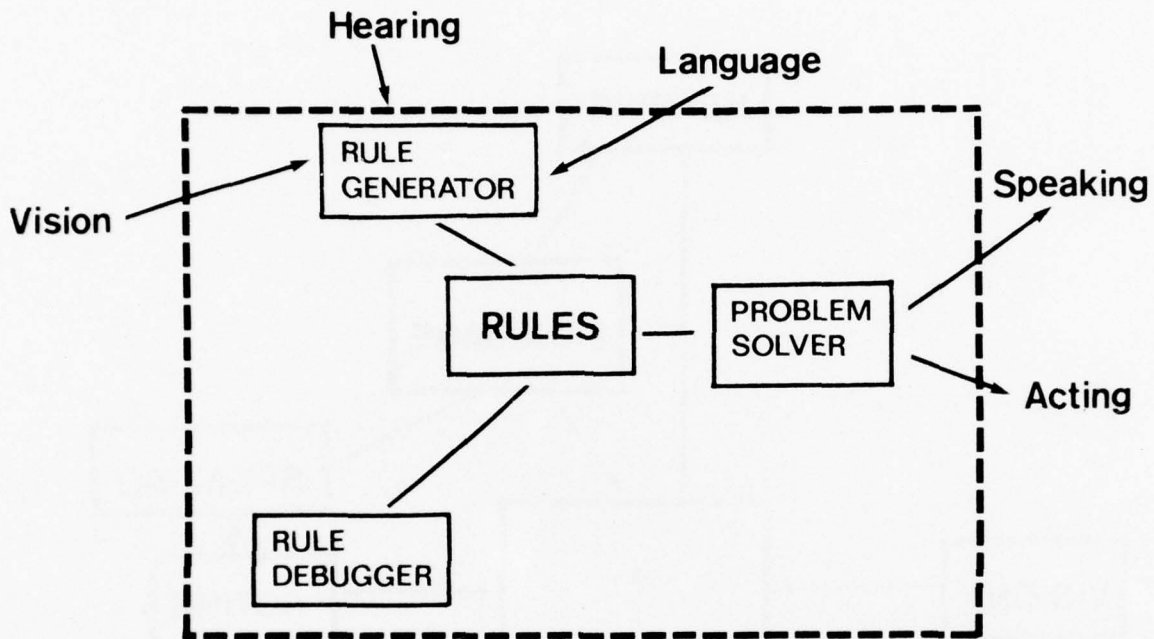 Hearing
Language
RULE
GENERATOR
Vision
Speaking
RULES
PROBLEM
SOLVER
Acting
RULE
DEBUGGER